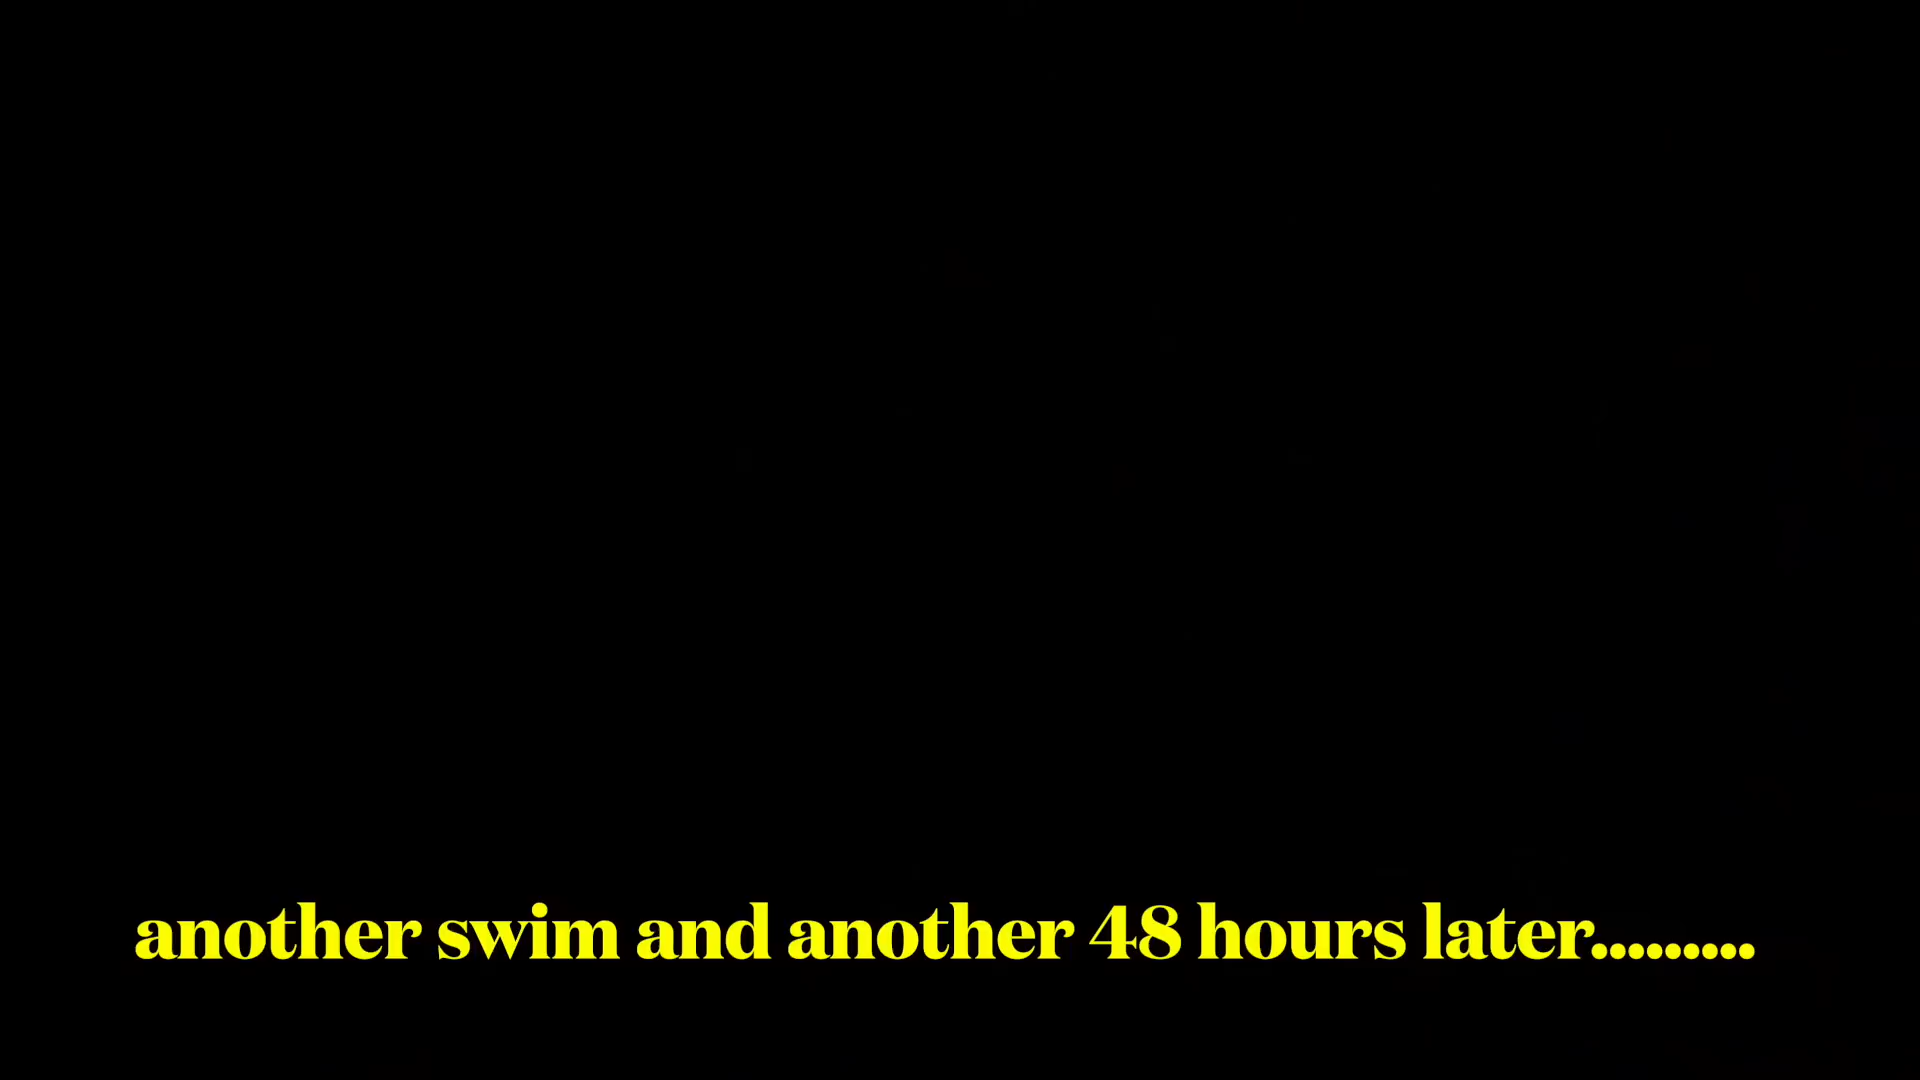 another swim and another 48 hours later.........